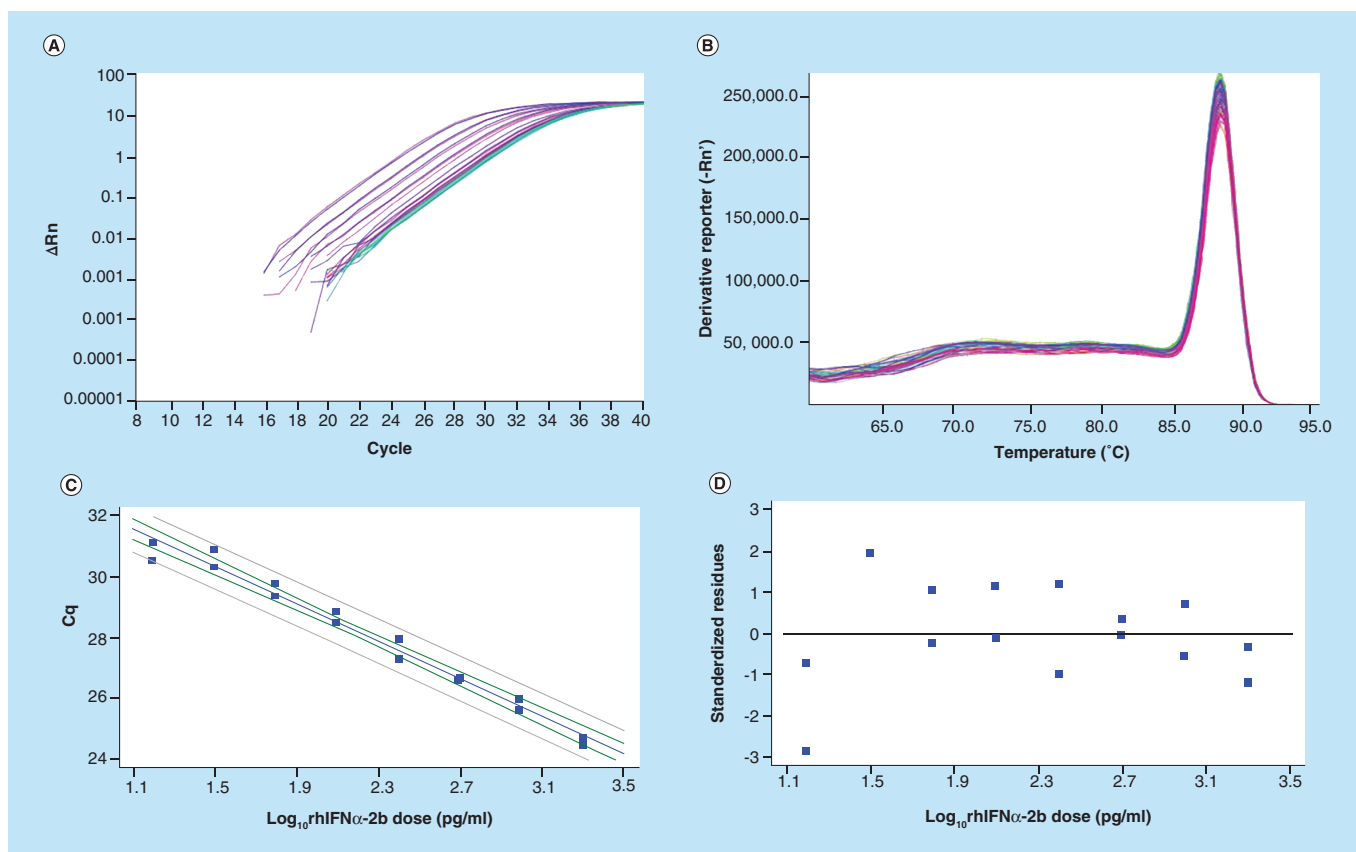 A
100
10
1
0.1
0.01
0.001
0.001
0.0001
0.00001
ΔRn
8 10 12 14 16 18 20 22 24 26 28 30 32 34 36 38 40
Cycle
B
250,000.0
200,000.0
150,000.0
100,000.0
50, 000.0
Derivative reporter (-Rn')
65.0 70.0 75.0 80.0 85.0 90.0 95.0
Temperature (˚C)
C
32
30
28
26
24
Cq
1.1 1.5 1.9 2.3 2.7 3.1 3.5
Log₁₀rhIFNα-2b dose (pg/ml)
D
3
2
1
0
-1
-2
-3
Standerdized residues
1.1 1.5 1.9 2.3 2.7 3.1 3.5
Log₁₀rhIFNα-2b dose (pg/ml)